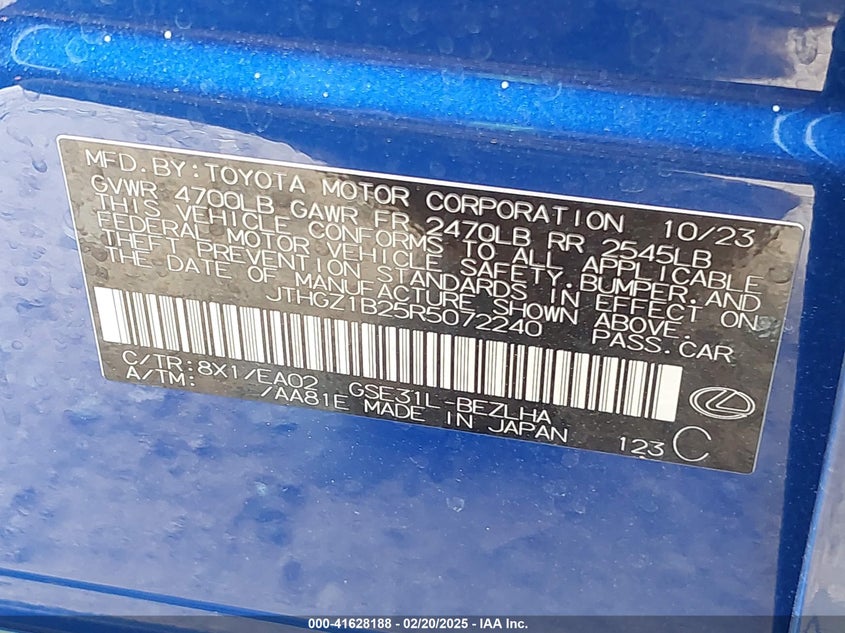 MFD.BY:TOYOTA MOTOR CORPORATION 10/23
GVWR 4700LB GAWR FR 2470LB RR 2545LB
THIS VEHICLE CONFORMS TO ALL APPLICABLE
FEDERAL MOTOR VEHICLE SAFETY,BUMPER,AND
THEFT PREVENTION STANDARDS IN EFFECT ON
THE DATE OF MANUFACTURE SHOWN ABOVE.
JTHGZ1B25R5072240 PASS.CAR
C/TR:8X1/EA02 GSE31L-BEZLHA
A/TM: /AA81E MADE IN JAPAN
123 C
000-41628188 — 02/20/2025 — IAA Inc.